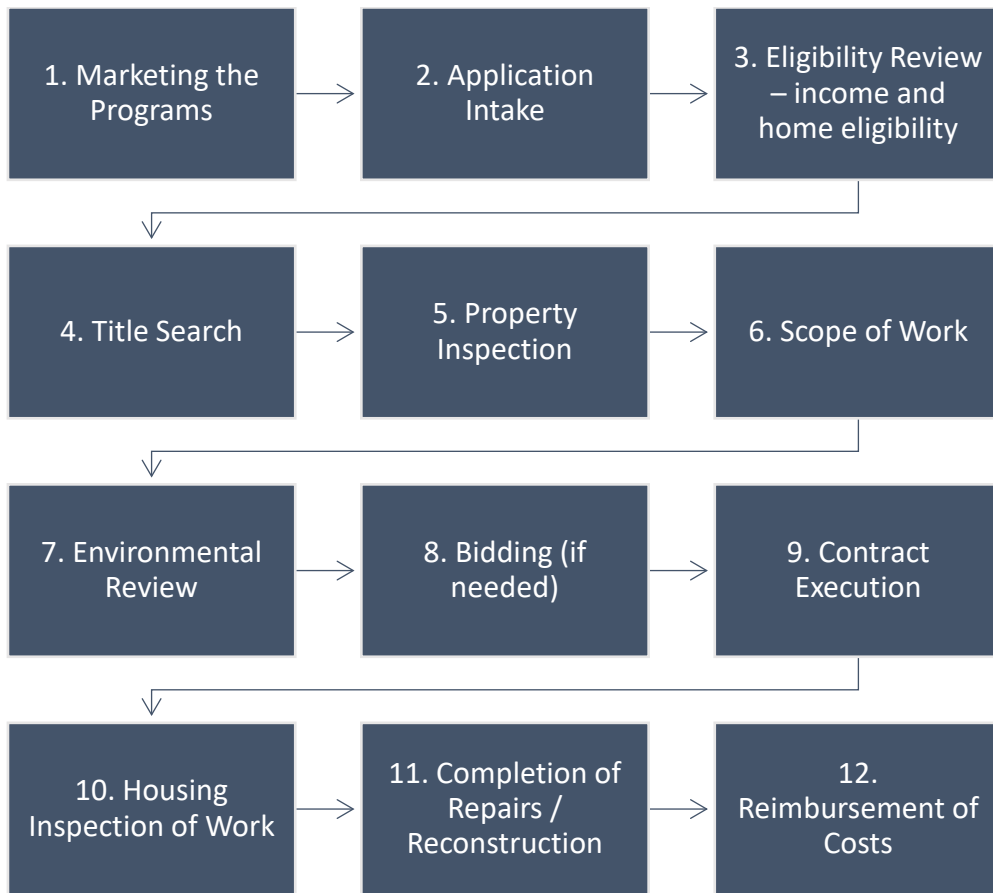 1. Marketing the
Programs
2. Application
Intake
3. Eligibility Review
– income and
home eligibility
4. Title Search
5. Property
Inspection
6. Scope of Work
7. Environmental
Review
8. Bidding (if
needed)
9. Contract
Execution
10. Housing
Inspection of Work
11. Completion of
Repairs /
Reconstruction
12.
Reimbursement of
Costs